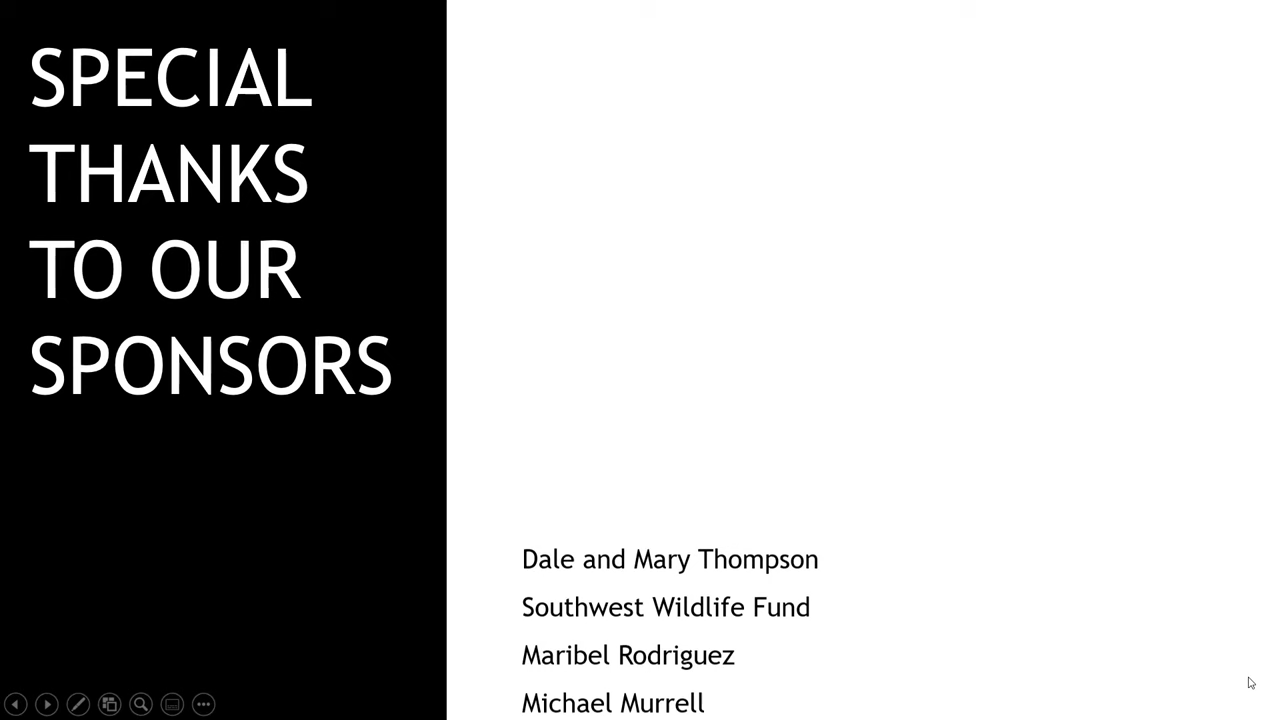 SPECIAL
THANKS
TO OUR
SPONSORS
Dale and Mary Thompson
Southwest Wildlife Fund
Maribel Rodriguez
Michael Murrell